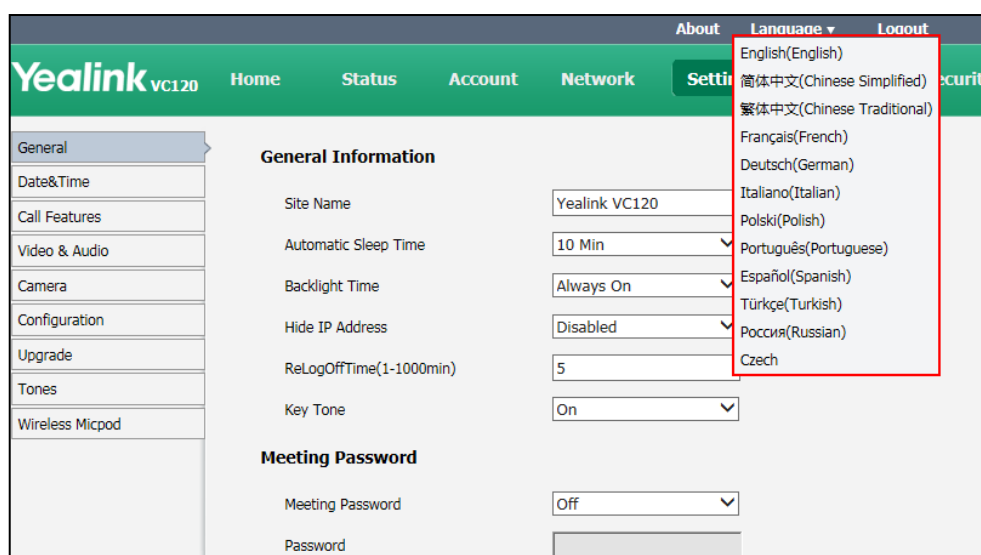 About Language ▾ Logout
Yealink VC120 Home Status Account Network
English(English)
简体中文(Chinese Simplified)
繁体中文(Chinese Traditional)
Français(French)
Deutsch(German)
Italiano(Italian)
Polski(Polish)
Português(Portuguese)
Español(Spanish)
Türkçe(Turkish)
Россия(Russian)
Czech
General
Date&Time
Call Features
Video & Audio
Camera
Configuration
Upgrade
Tones
Wireless Micpod
General Information
Site Name Yealink VC120
Automatic Sleep Time 10 Min
Backlight Time Always On
Hide IP Address Disabled
ReLogOffTime(1-1000min) 5
Key Tone On
Meeting Password
Meeting Password Off
Password